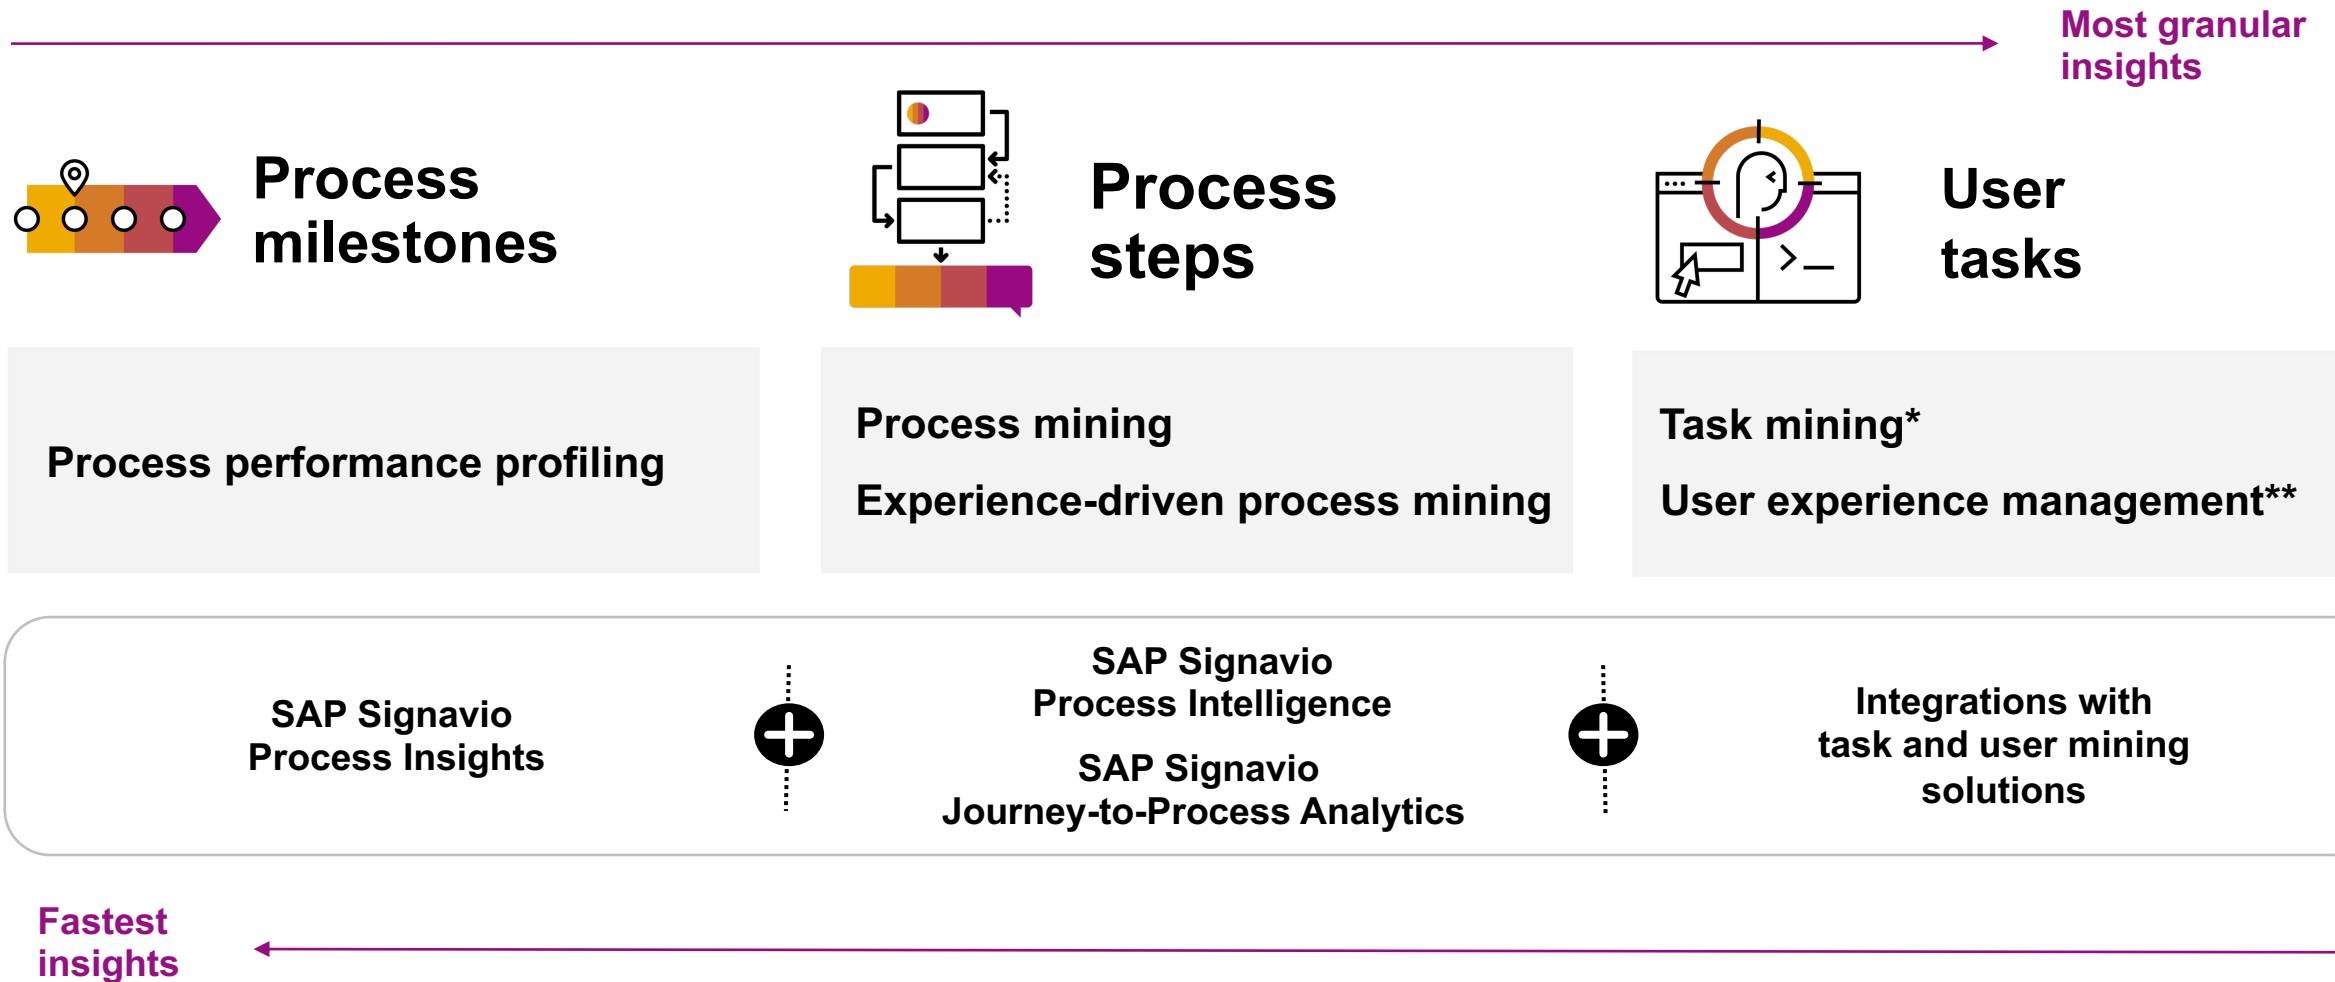 Most granular
insights
Process
milestones
Process
steps
User
tasks
Process performance profiling
Process mining
Experience-driven process mining
Task mining*
User experience management**
SAP Signavio
Process Insights
SAP Signavio
Process Intelligence
SAP Signavio
Journey-to-Process Analytics
Integrations with
task and user mining
solutions
Fastest
insights